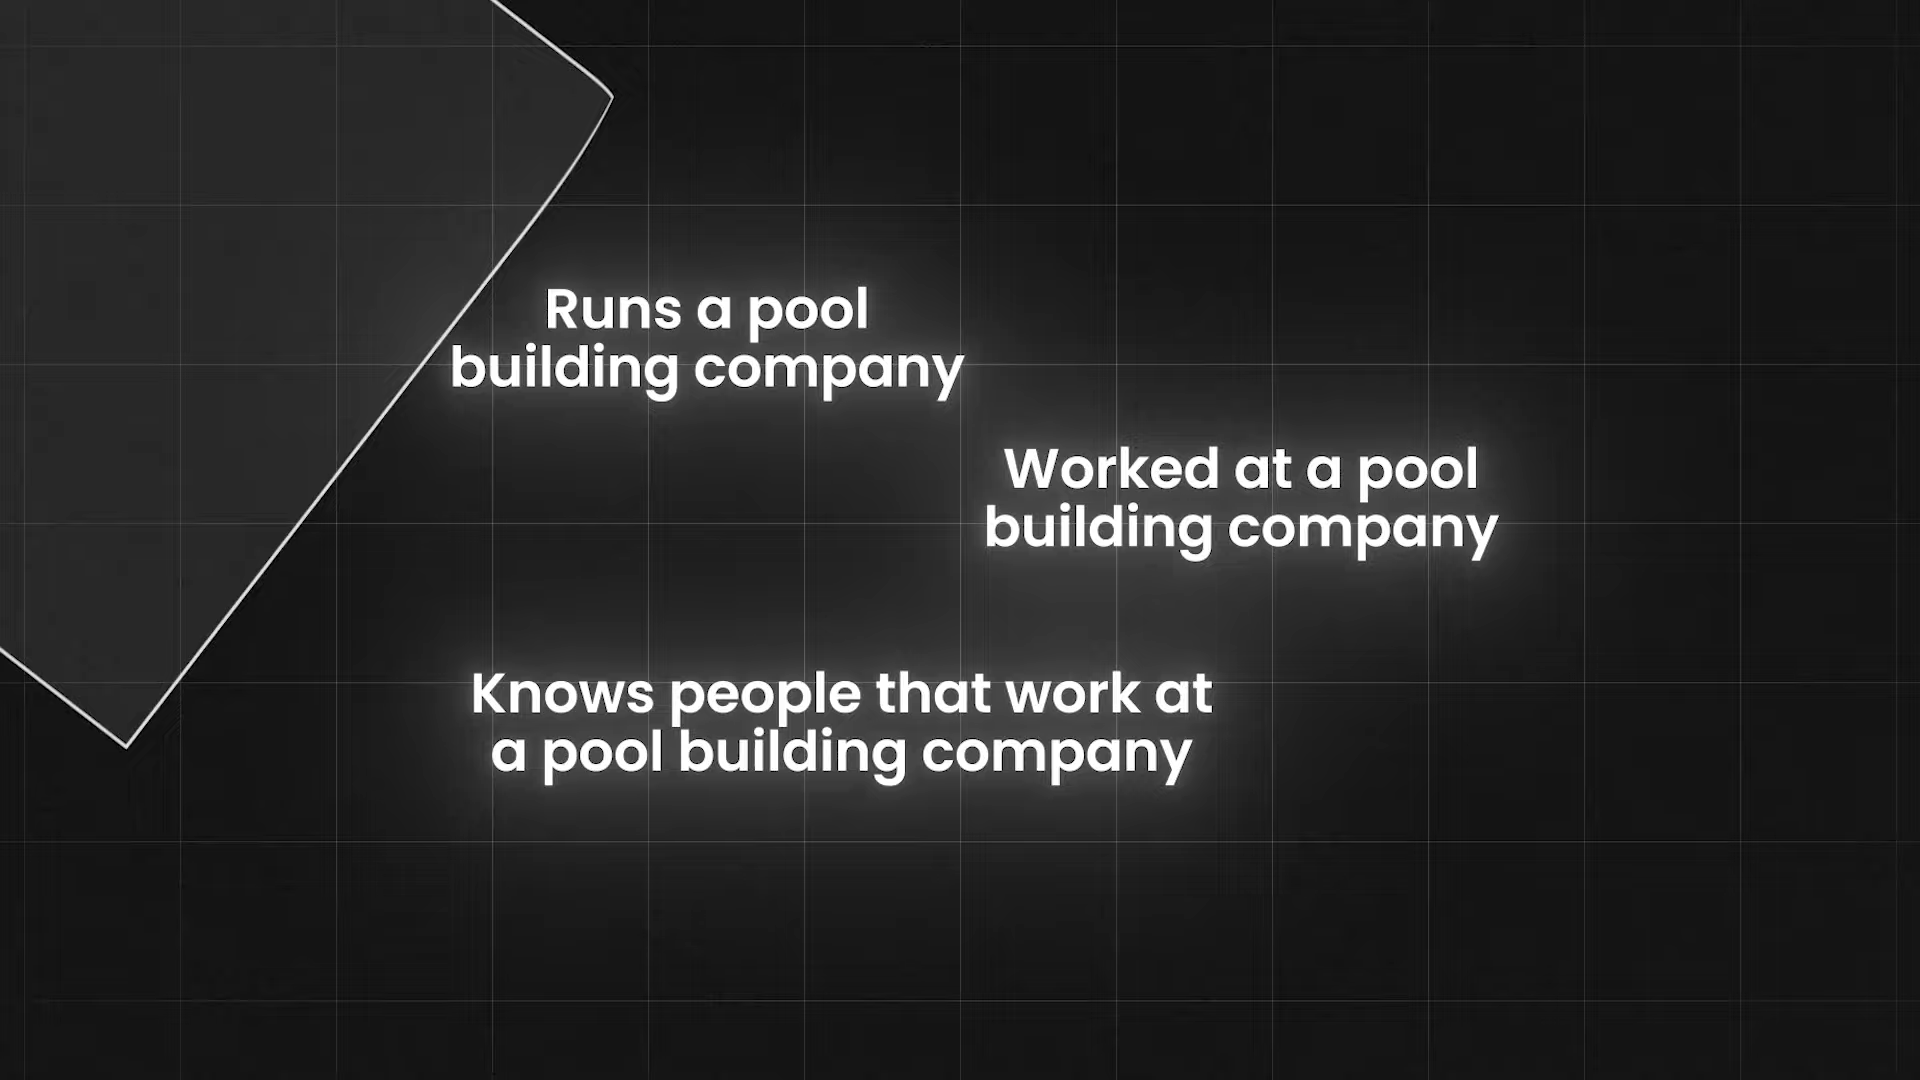 Runs a pool
building company
Worked at a pool
building company
Knows people that work at
a pool building company